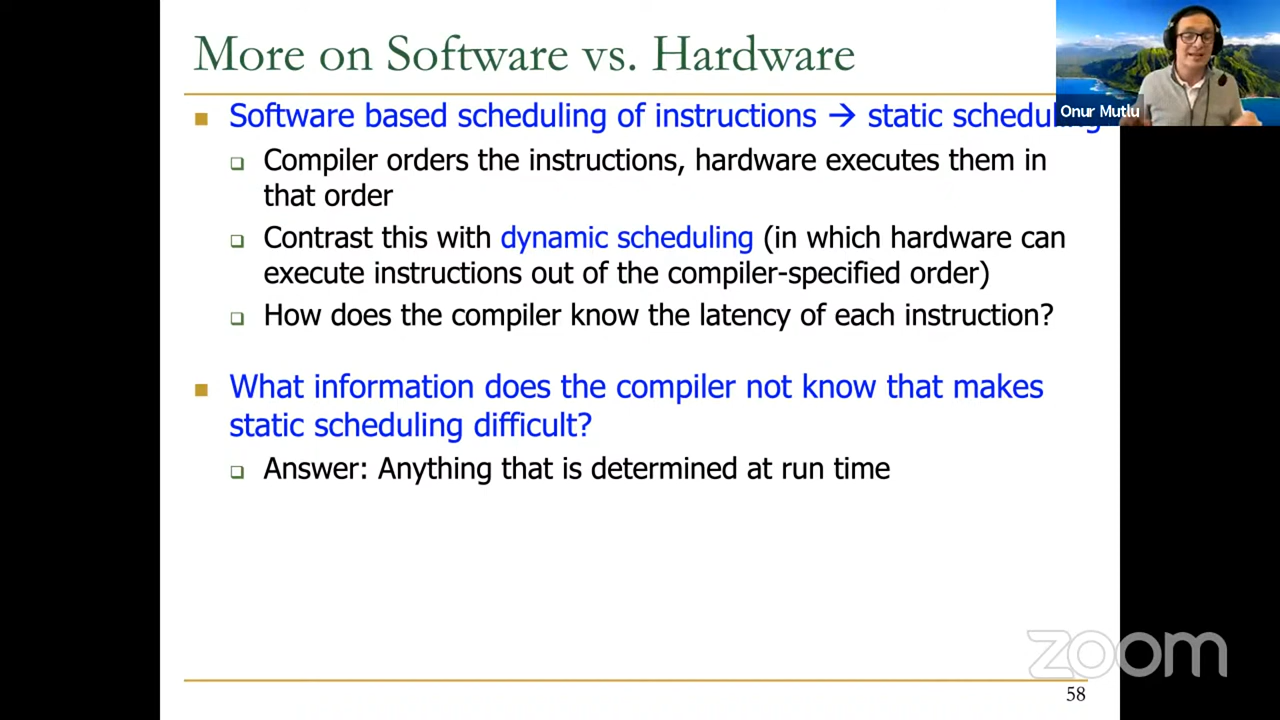 More on Software vs. Hardware
Onur Mutlu
Software based scheduling of instructions → static scheduling
Compiler orders the instructions, hardware executes them in
that order
Contrast this with dynamic scheduling (in which hardware can
execute instructions out of the compiler-specified order)
How does the compiler know the latency of each instruction?
What information does the compiler not know that makes
static scheduling difficult?
Answer: Anything that is determined at run time
zoom
58